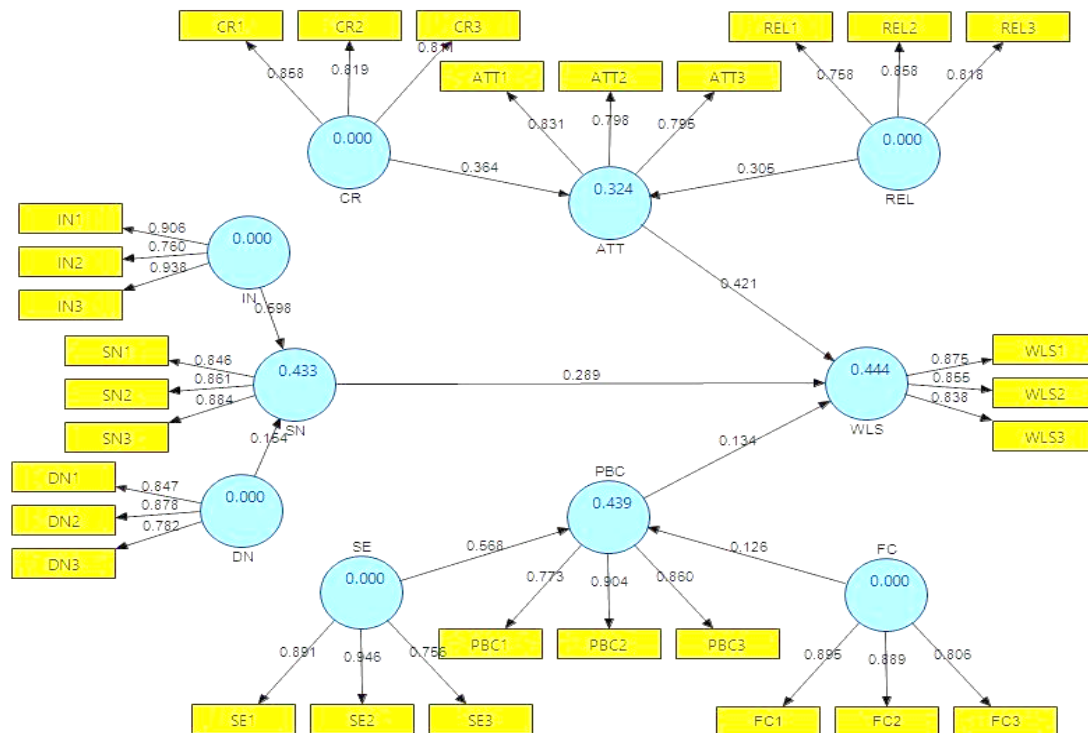 CR1
CR2
CR3
REL1
REL2
REL3
0.858
0.819
0.811
ATT1
ATT2
ATT3
0.758
0.858
0.818
0.831
0.798
0.795
0.000
CR
0.364
0.324
ATT
0.305
0.000
REL
IN1
IN2
IN3
0.906
0.760
0.938
0.000
IN
0.598
0.421
SN1
SN2
SN3
0.846
0.861
0.884
0.433
SN
0.289
0.444
WLS
0.875
0.855
0.838
WLS1
WLS2
WLS3
0.154
0.134
DN1
DN2
DN3
0.847
0.878
0.782
0.000
DN
PBC
0.439
SE
0.000
0.568
0.126
FC
0.000
0.773
0.904
0.860
PBC1
PBC2
PBC3
0.891
0.946
0.756
0.895
0.889
0.806
SE1
SE2
SE3
FC1
FC2
FC3